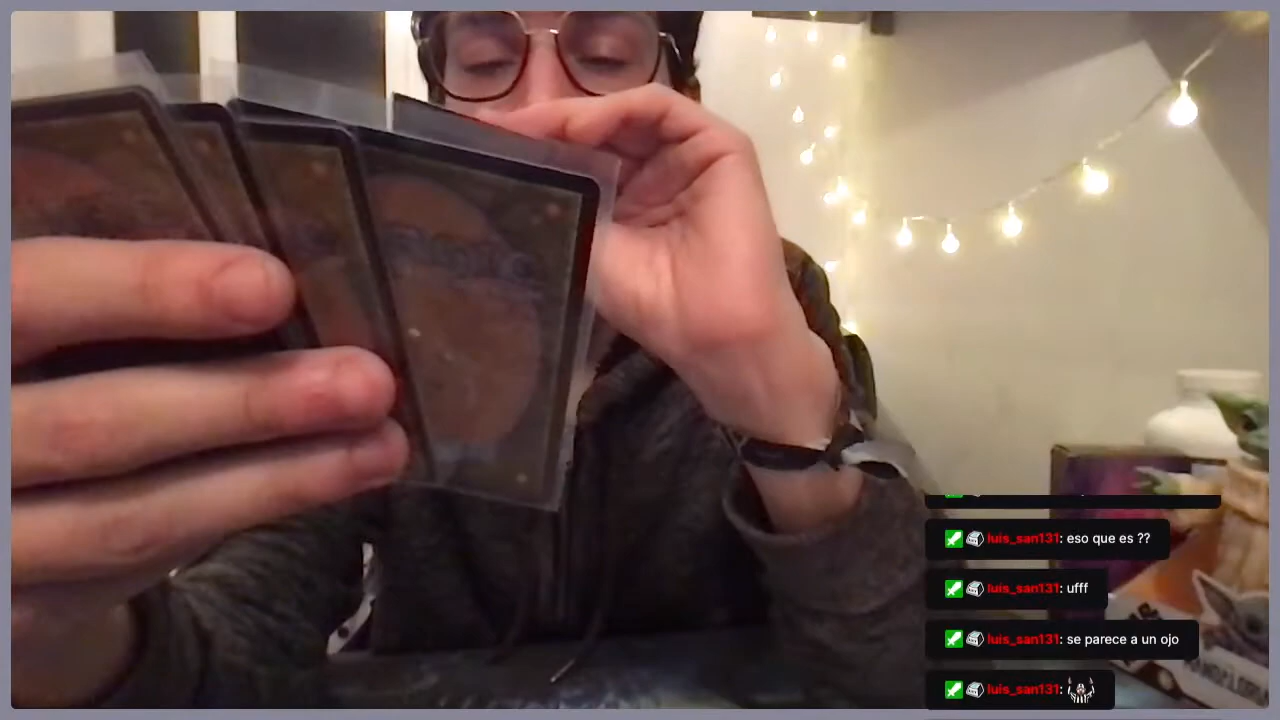 luis_san131: eso que es ??
luis_san131: ufff
luis_san131: se parece a un ojo
luis_san131: